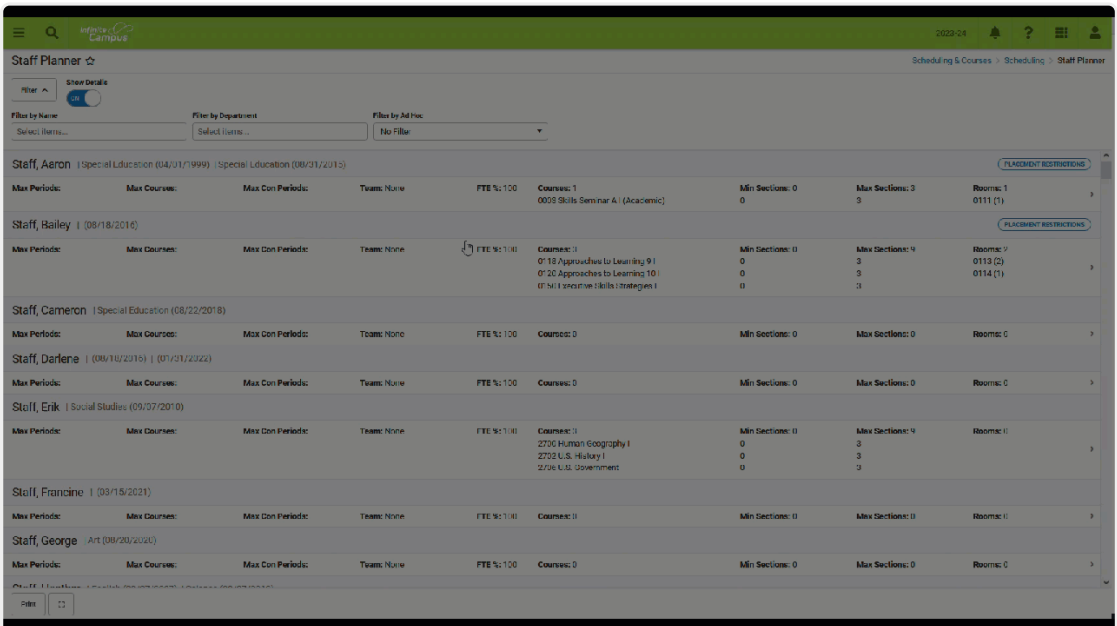 Infinite Campus
2023-24
?
Staff Planner
Scheduling & Courses > Scheduling > Staff Planner
Filter
Show Details
ON
Filter by Name Filter by Department Filter by Ad Hoc
Select items... Select items... No Filter
Staff, Aaron | Special Education (04/01/1999) | Special Education (08/31/2015) PLACEMENT RESTRICTIONS
Max Periods: Max Courses: Max Con Periods: Team: None FTE %: 100 Courses: 1 Min Sections: 0 Max Sections: 3 Rooms: 1
Skills Seminar A I (Academic) 0 3 0111 (1)
Staff, Bailey | (08/18/2016) PLACEMENT RESTRICTIONS
Max Periods: Max Courses: Max Con Periods: Team: None FTE %: 100 Courses: 3 Min Sections: 0 Max Sections: 9 Rooms: 2
0118 Approaches to Learning 9 I 0 3 0113 (2)
0120 Approaches to Learning 10 I 0 3 0114 (1)
0150 Executive Skills Strategies I 0 3
Staff, Cameron | Special Education (08/22/2018)
Max Periods: Max Courses: Max Con Periods: Team: None FTE %: 100 Courses: 0 Min Sections: 0 Max Sections: 0 Rooms: 0
Staff, Darlene | (08/18/2016) | (01/31/2022)
Max Periods: Max Courses: Max Con Periods: Team: None FTE %: 100 Courses: 0 Min Sections: 0 Max Sections: 0 Rooms: 0
Staff, Erik | Social Studies (09/07/2010)
Max Periods: Max Courses: Max Con Periods: Team: None FTE %: 100 Courses: 3 Min Sections: 0 Max Sections: 9 Rooms: 0
2700 Human Geography I 0 3
2702 U.S. History I 0 3
2706 U.S. Government 0 3
Staff, Francine | (03/15/2021)
Max Periods: Max Courses: Max Con Periods: Team: None FTE %: 100 Courses: 0 Min Sections: 0 Max Sections: 0 Rooms: 0
Staff, George | Art (08/20/2020)
Max Periods: Max Courses: Max Con Periods: Team: None FTE %: 100 Courses: 0 Min Sections: 0 Max Sections: 0 Rooms: 0
Print